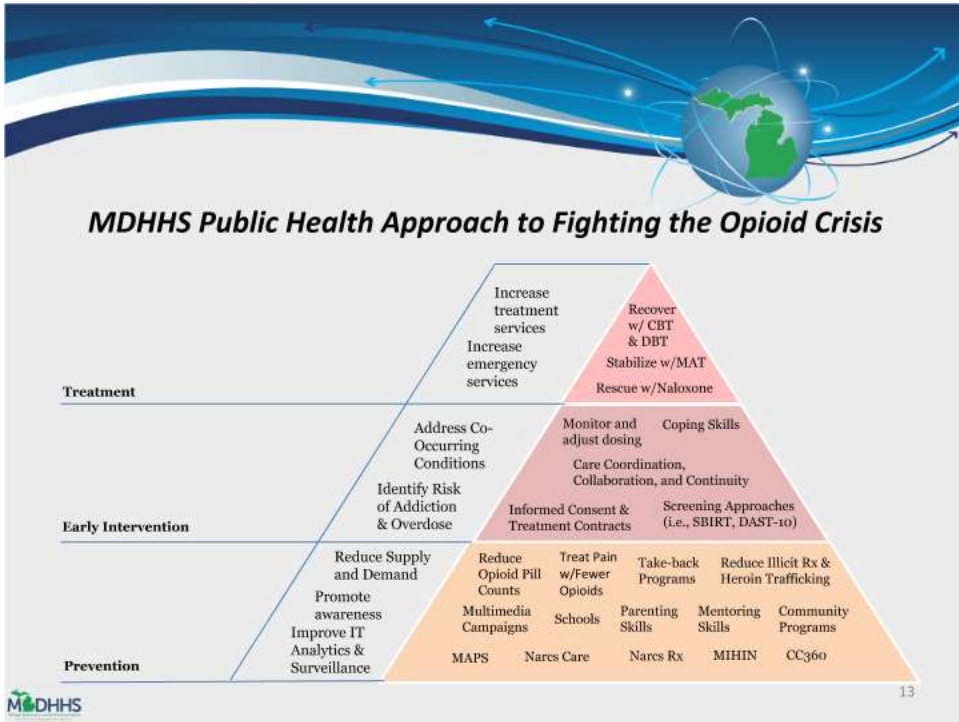 MDHHS Public Health Approach to Fighting the Opioid Crisis
Increase
treatment
services
Increase
emergency
services
Recover
w/ CBT
& DBT
Stabilize w/MAT
Rescue w/Naloxone
Treatment
Address Co-
Occurring
Conditions
Identify Risk
of Addiction
& Overdose
Monitor and
adjust dosing
Coping Skills
Care Coordination,
Collaboration, and Continuity
Informed Consent &
Treatment Contracts
Screening Approaches
(i.e., SBIRT, DAST-10)
Early Intervention
Reduce Supply
and Demand
Promote
awareness
Improve IT
Analytics &
Surveillance
Reduce
Opioid Pill
Counts
Treat Pain
w/Fewer
Opioids
Take-back
Programs
Reduce Illicit Rx &
Heroin Trafficking
Multimedia
Campaigns
Schools
Parenting
Skills
Mentoring
Skills
Community
Programs
MAPS
Narcs Care
Narcs Rx
MIHIN
CC360
Prevention
13
MDHHS